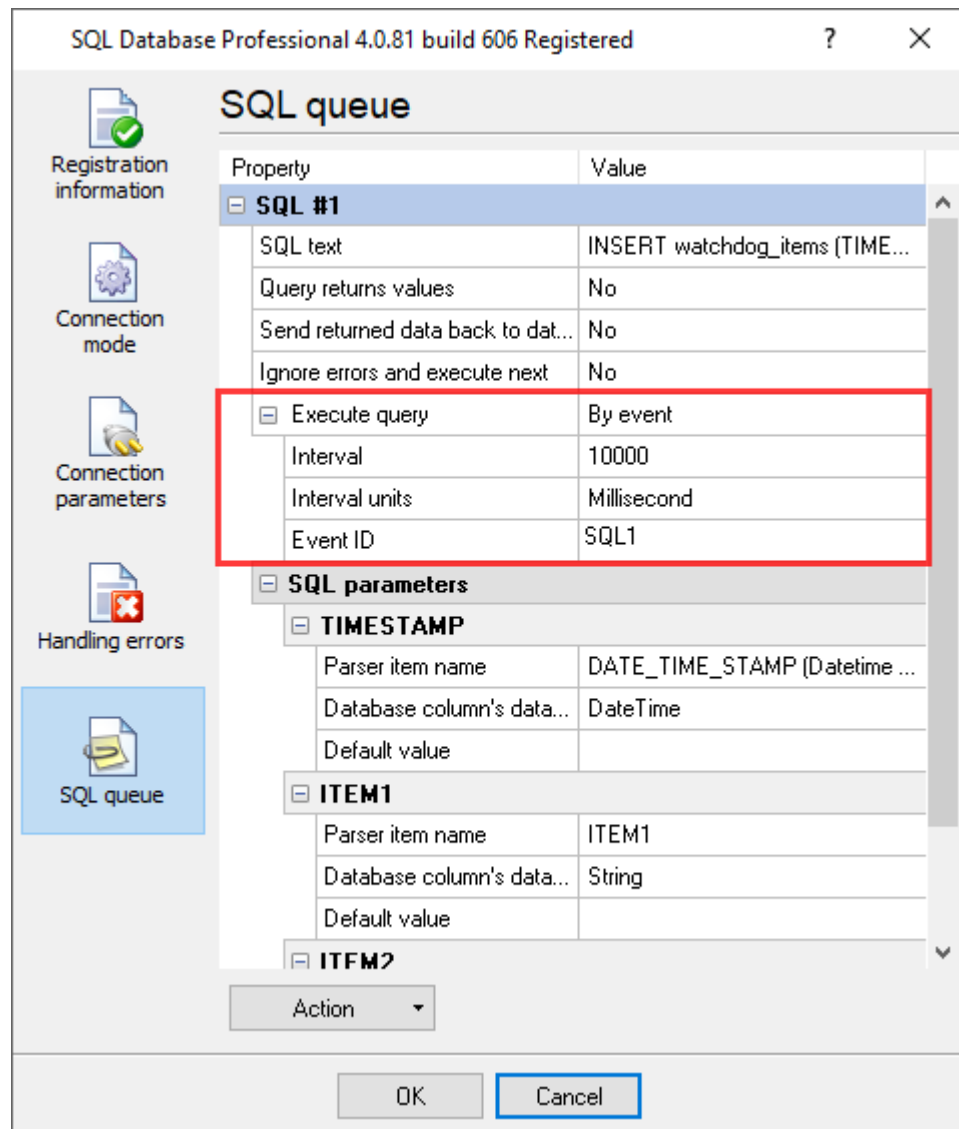 SQL Database Professional 4.0.81 build 606 Registered ? ×
Registration
information
Connection
mode
Connection
parameters
Handling errors
SQL queue
SQL queue
Property Value
SQL #1
SQL text INSERT watchdog_items (TIME...
Query returns values No
Send returned data back to dat... No
Ignore errors and execute next No
Execute query By event
Interval 10000
Interval units Millisecond
Event ID SQL1
SQL parameters
TIMESTAMP
Parser item name DATE_TIME_STAMP (Datetime ...
Database column's data... DateTime
Default value
ITEM1
Parser item name ITEM1
Database column's data... String
Default value
ITEM2
Action
OK Cancel